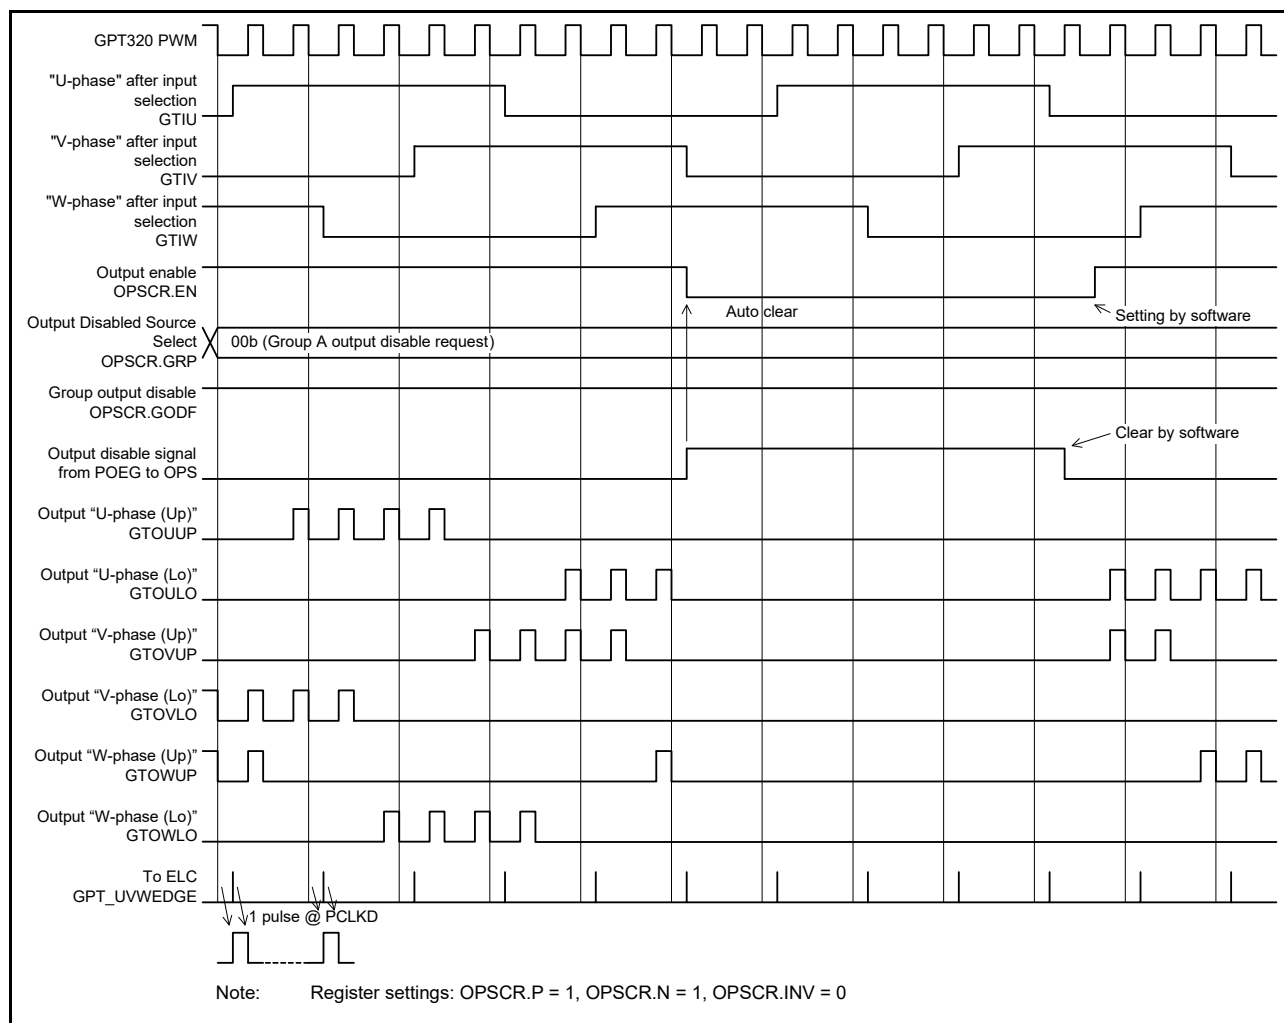 GPT320 PWM
"U-phase" after input
selection
GTIU
"V-phase" after input
selection
GTIV
"W-phase" after input
selection
GTIW
Output enable
OPSCR.EN
Auto clear
Setting by software
Output Disabled Source
Select
OPSCR.GRP
00b (Group A output disable request)
Group output disable
OPSCR.GODF
Clear by software
Output disable signal
from POEG to OPS
Output “U-phase (Up)”
GTOUUP
Output “U-phase (Lo)”
GTOULO
Output “V-phase (Up)”
GTOVUP
Output “V-phase (Lo)”
GTOVLO
Output “W-phase (Up)”
GTOWUP
Output “W-phase (Lo)”
GTOWLO
To ELC
GPT_UVWEDGE
1 pulse @ PCLKD
Note: Register settings: OPSCR.P = 1, OPSCR.N = 1, OPSCR.INV = 0